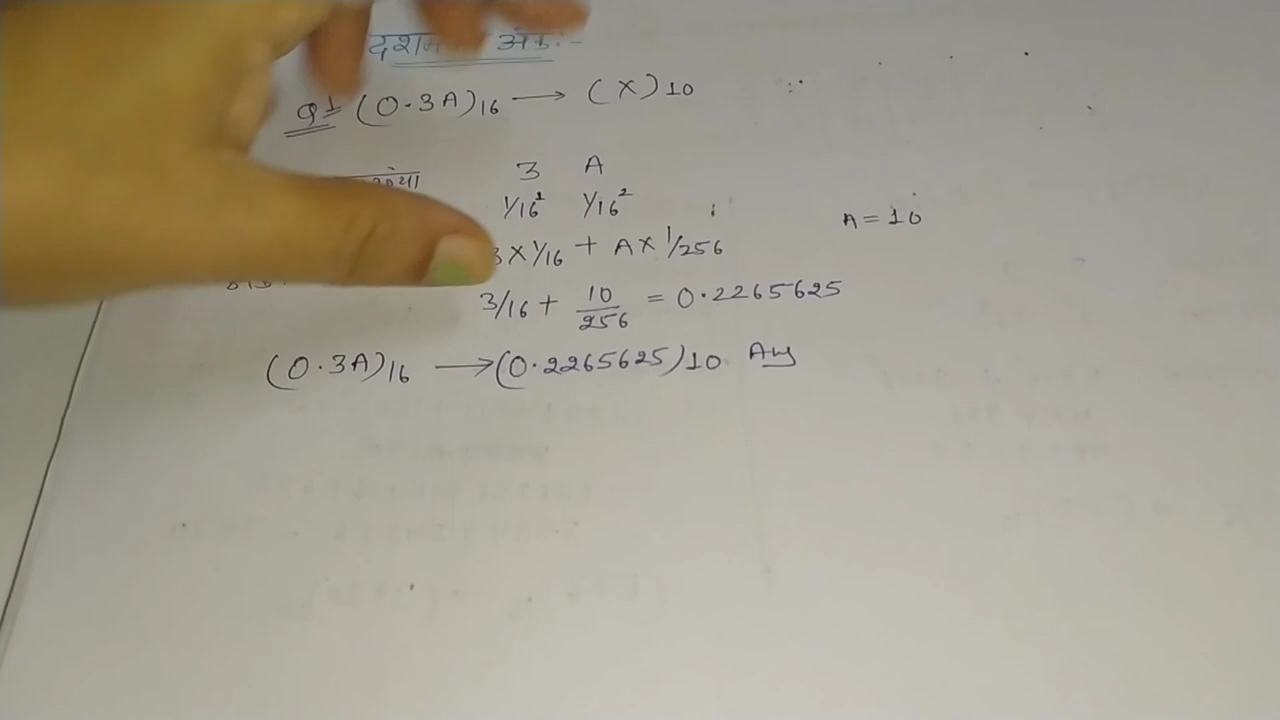 अंक:-
Q1 (0.3A)16 → (X)10
3 A
1/16¹ 1/16²
3 X 1/16 + A X 1/256
A = 10
3/16 + 10/256 = 0.2265625
(0.3A)16 → (0.2265625)10 Ans